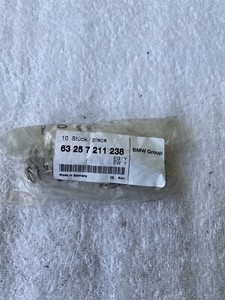 10 Stück / piece
63 25 7 211 238
BMW Group
Made in Germany